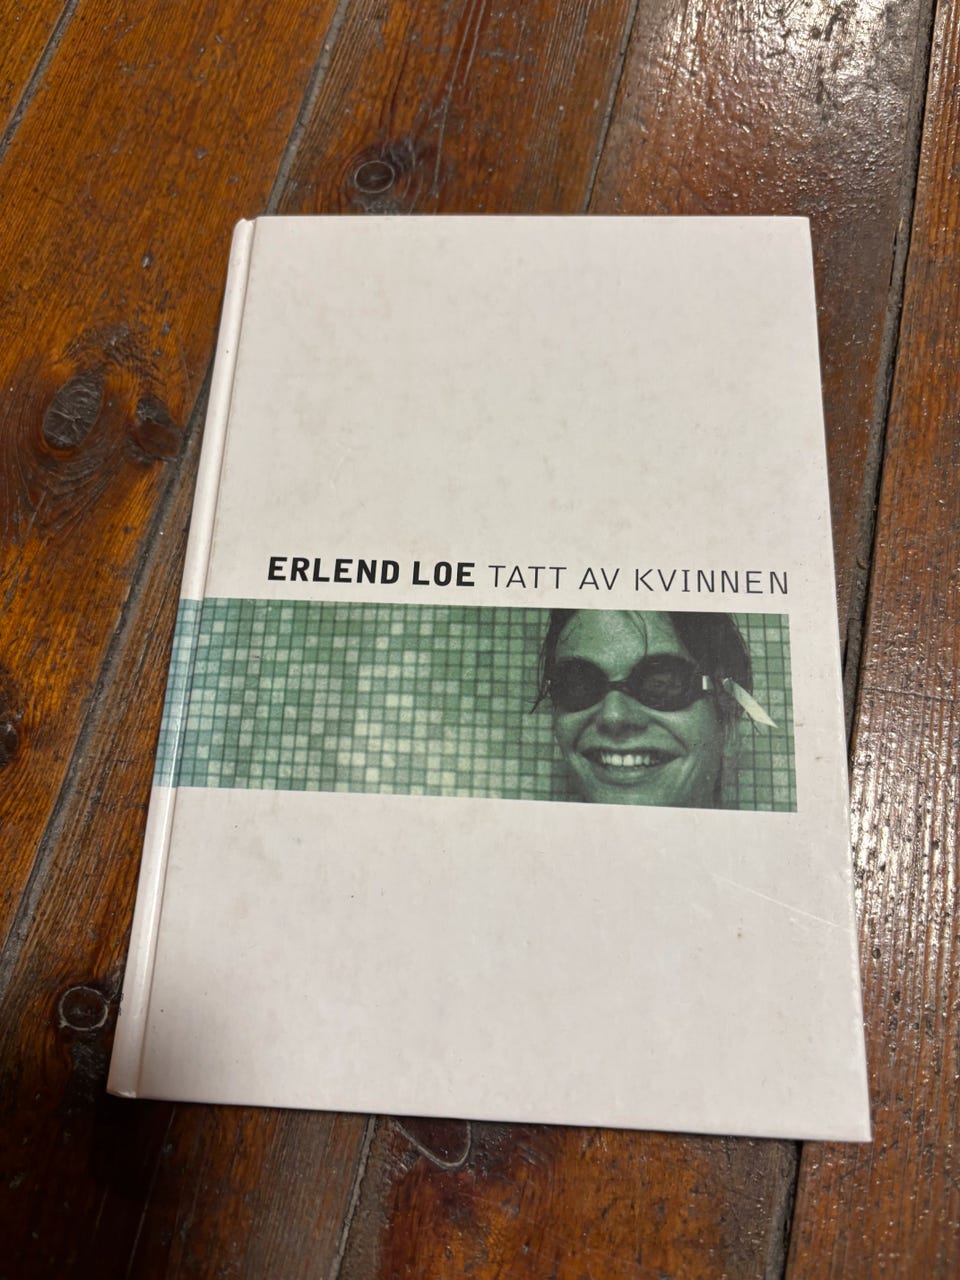 ERLEND LOE TATT AV KVINNEN